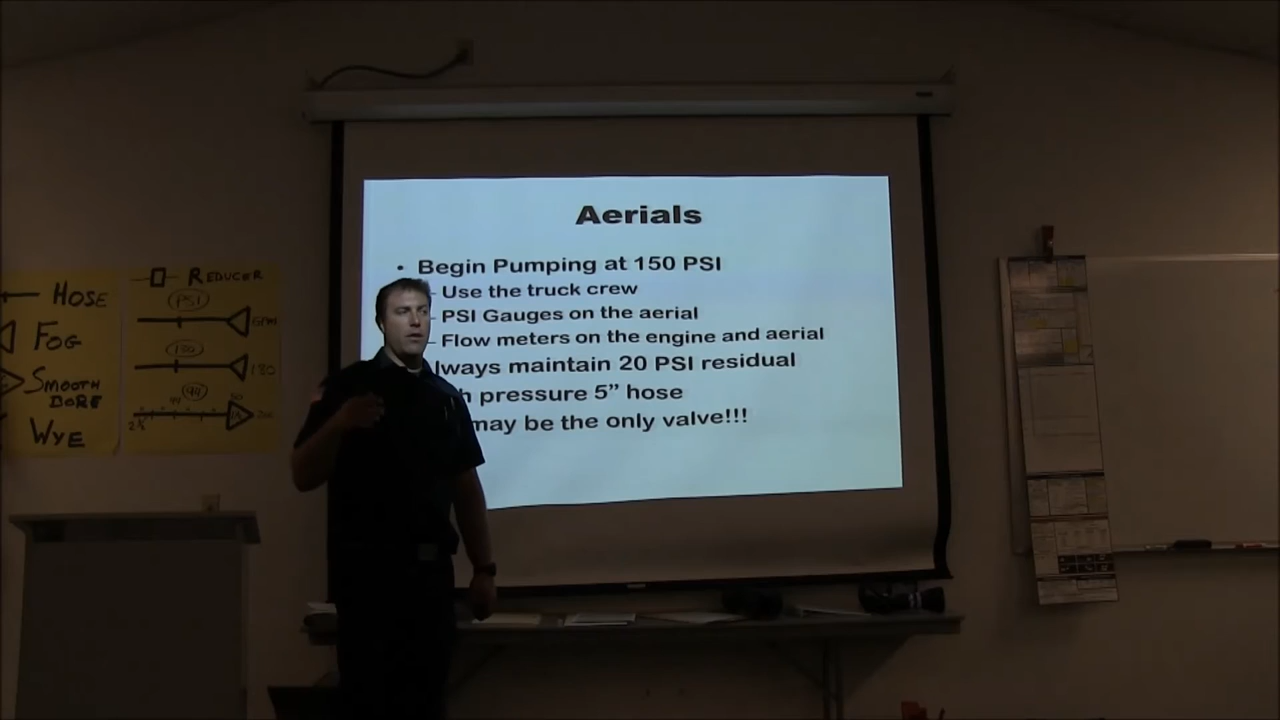 Aerials
• Begin Pumping at 150 PSI
- Use the truck crew
- PSI Gauges on the aerial
- Flow meters on the engine and aerial
lways maintain 20 PSI residual
h pressure 5” hose
may be the only valve!!!
HOSE
FOG
SMOOTH
BORE
WYE
REDUCER
PSI
GPM